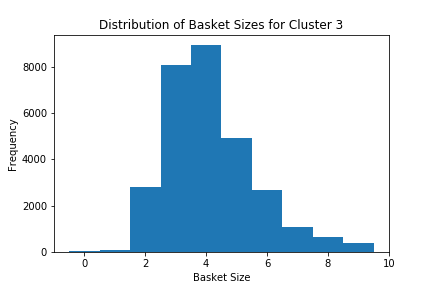 Distribution of Basket Sizes for Cluster 3
Frequency
8000
6000
4000
2000
0
0 2 4 6 8 10
Basket Size